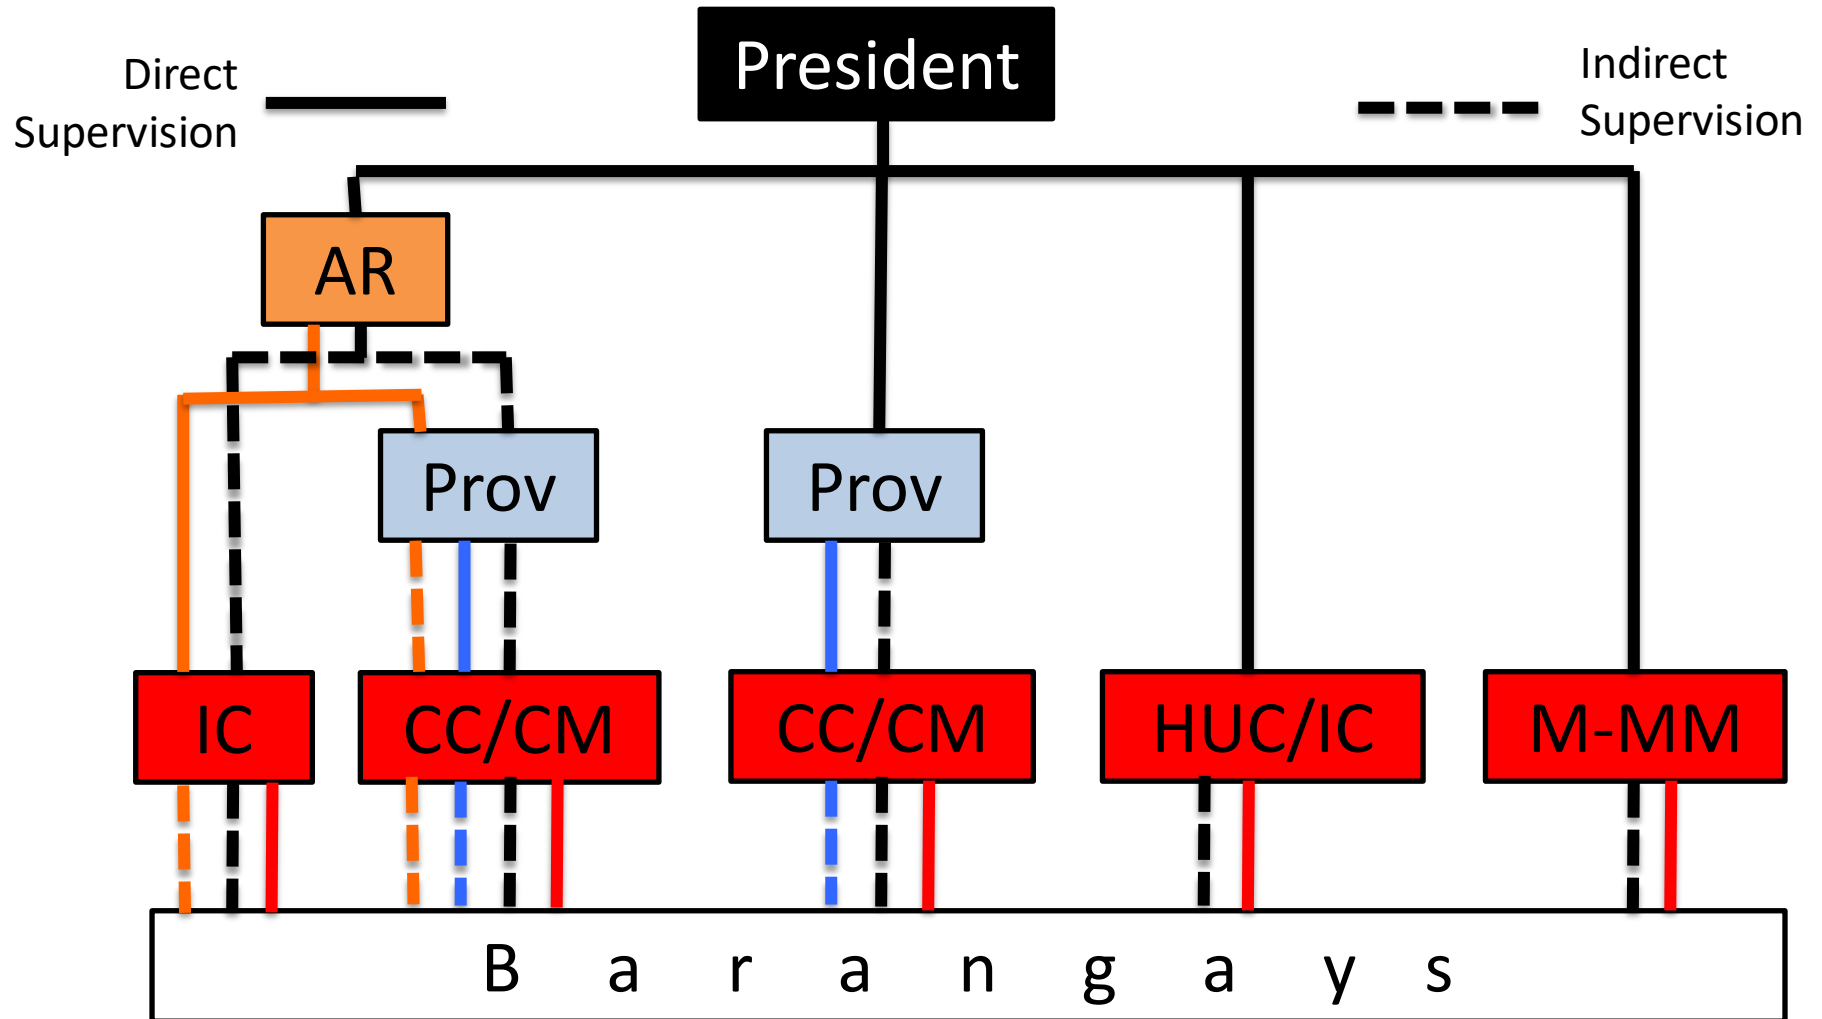 President
Direct
Supervision
Indirect
Supervision
AR
Prov
Prov
IC
CC/CM
CC/CM
HUC/IC
M-MM
B a r a n g a y s